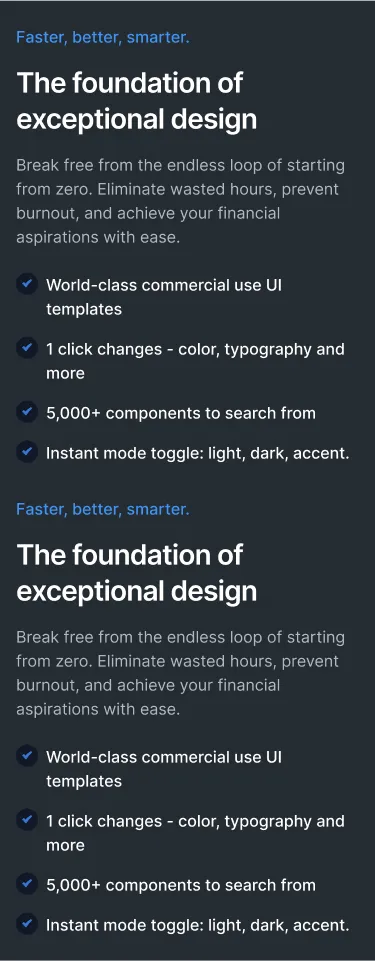 Faster, better, smarter.
The foundation of
exceptional design
Break free from the endless loop of starting
from zero. Eliminate wasted hours, prevent
burnout, and achieve your financial
aspirations with ease.
World-class commercial use UI
templates
1 click changes - color, typography and
more
5,000+ components to search from
Instant mode toggle: light, dark, accent.
Faster, better, smarter.
The foundation of
exceptional design
Break free from the endless loop of starting
from zero. Eliminate wasted hours, prevent
burnout, and achieve your financial
aspirations with ease.
World-class commercial use UI
templates
1 click changes - color, typography and
more
5,000+ components to search from
Instant mode toggle: light, dark, accent.